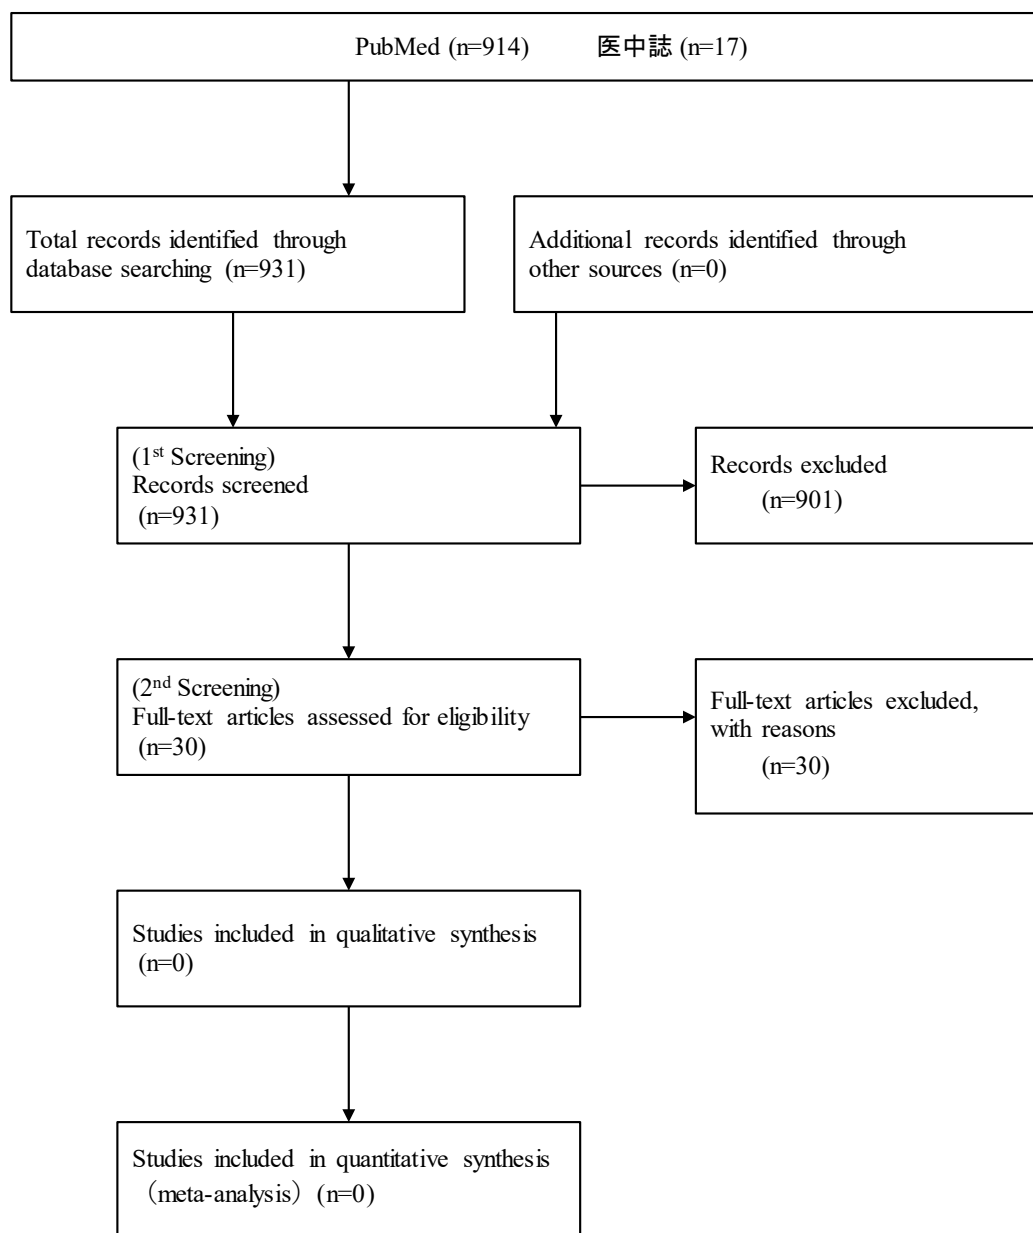 PubMed (n=914) 医中誌 (n=17)
Total records identified through
database searching (n=931)
Additional records identified through
other sources (n=0)
(1st Screening)
Records screened
(n=931)
Records excluded
(n=901)
(2nd Screening)
Full-text articles assessed for eligibility
(n=30)
Full-text articles excluded,
with reasons
(n=30)
Studies included in qualitative synthesis
(n=0)
Studies included in quantitative synthesis
（meta-analysis）(n=0)